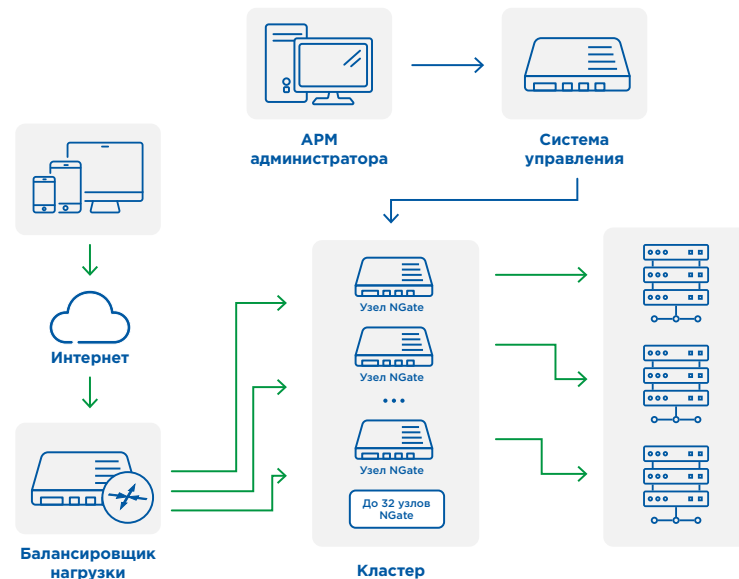 АРМ
администратора
Система
управления
Интернет
Узел NGate
Узел NGate
...
Узел NGate
До 32 узлов
NGate
Балансировщик
нагрузки
Кластер